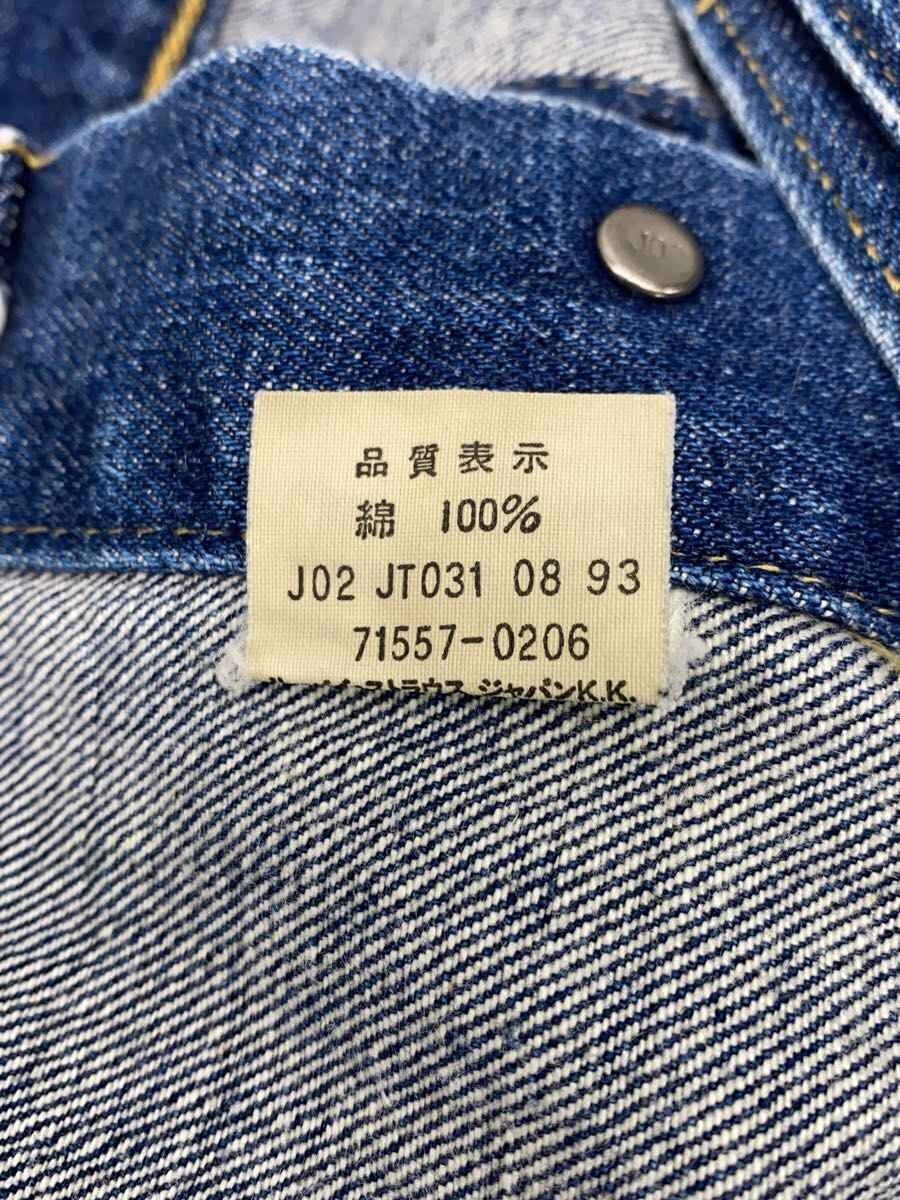 J02
品質表示
綿 100%
J02 JT031 08 93
71557-0206
ストラウス ジャパンK.K.